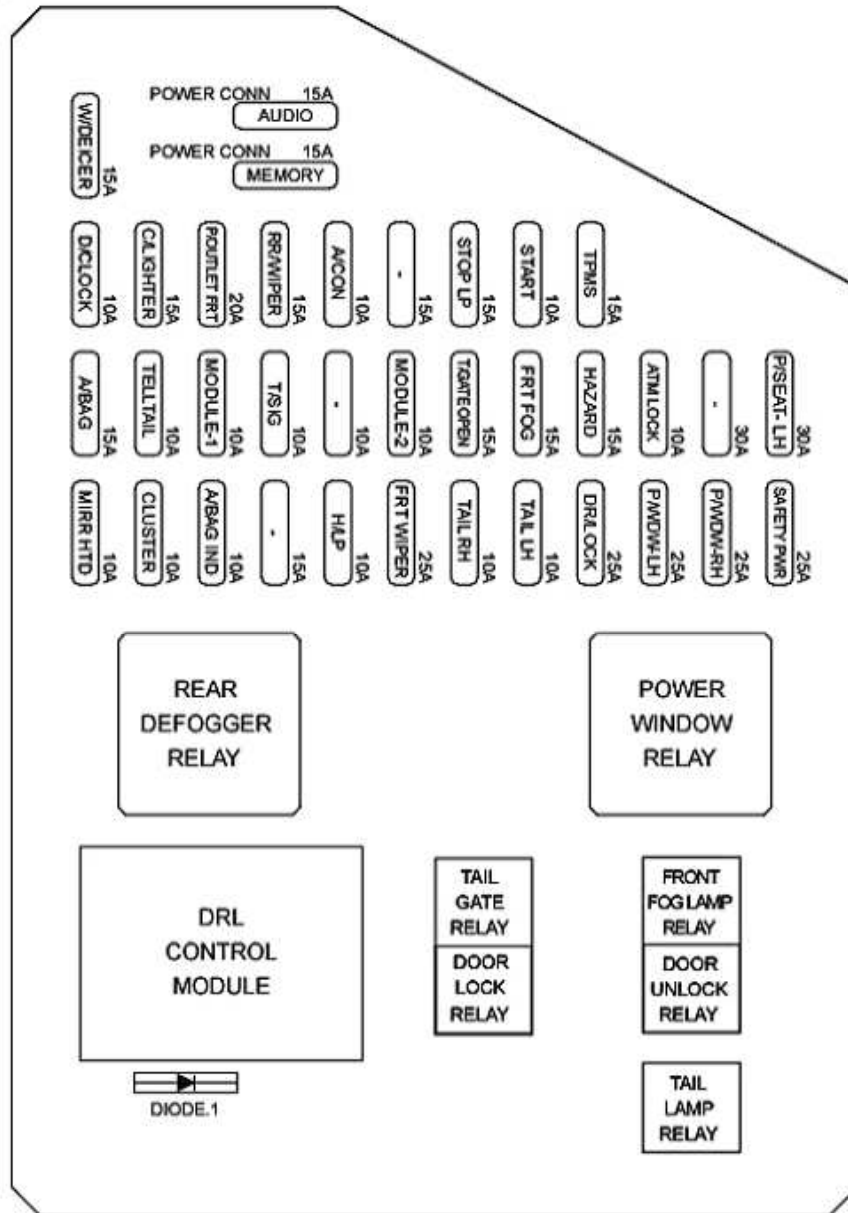 POWER CONN 15A
AUDIO
POWER CONN 15A
MEMORY
W/DEICER 15A
D/CLOCK 10A
C/LIGHTER 15A
P/OUTLET FRT 20A
RR/WIPER 15A
A/CON 10A
- 15A
STOP LP 15A
START 10A
TPMS 15A
A/BAG 15A
TELLTAIL 10A
MODULE-1 10A
T/SIG 10A
- 10A
MODULE-2 10A
T/GATE OPEN 15A
FRT FOG 15A
HAZARD 15A
ATM LOCK 10A
- 30A
P/SEAT-LH 30A
MIRR HTD 10A
CLUSTER 10A
A/BAG IND 10A
- 15A
H/LP 10A
FRT WIPER 25A
TAIL RH 10A
TAIL LH 10A
DR/LOCK 25A
P/WDW-LH 25A
P/WDW-RH 25A
SAFETY PWR 25A
REAR
DEFOGGER
RELAY
POWER
WINDOW
RELAY
DRL
CONTROL
MODULE
TAIL
GATE
RELAY
DOOR
LOCK
RELAY
FRONT
FOG LAMP
RELAY
DOOR
UNLOCK
RELAY
TAIL
LAMP
RELAY
DIODE.1